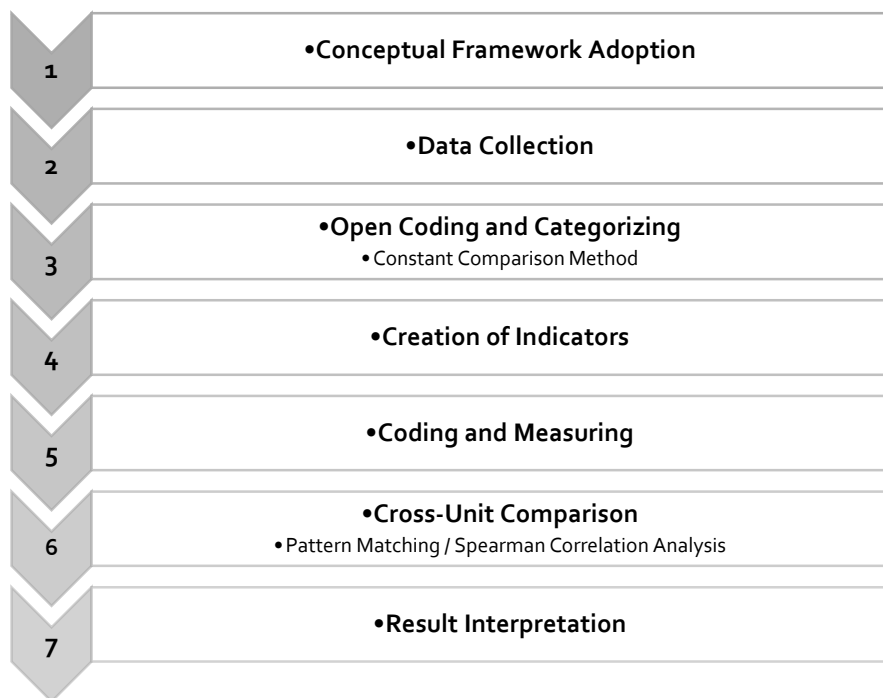 1
•Conceptual Framework Adoption
2
•Data Collection
3
•Open Coding and Categorizing
•Constant Comparison Method
4
•Creation of Indicators
5
•Coding and Measuring
6
•Cross-Unit Comparison
•Pattern Matching / Spearman Correlation Analysis
7
•Result Interpretation